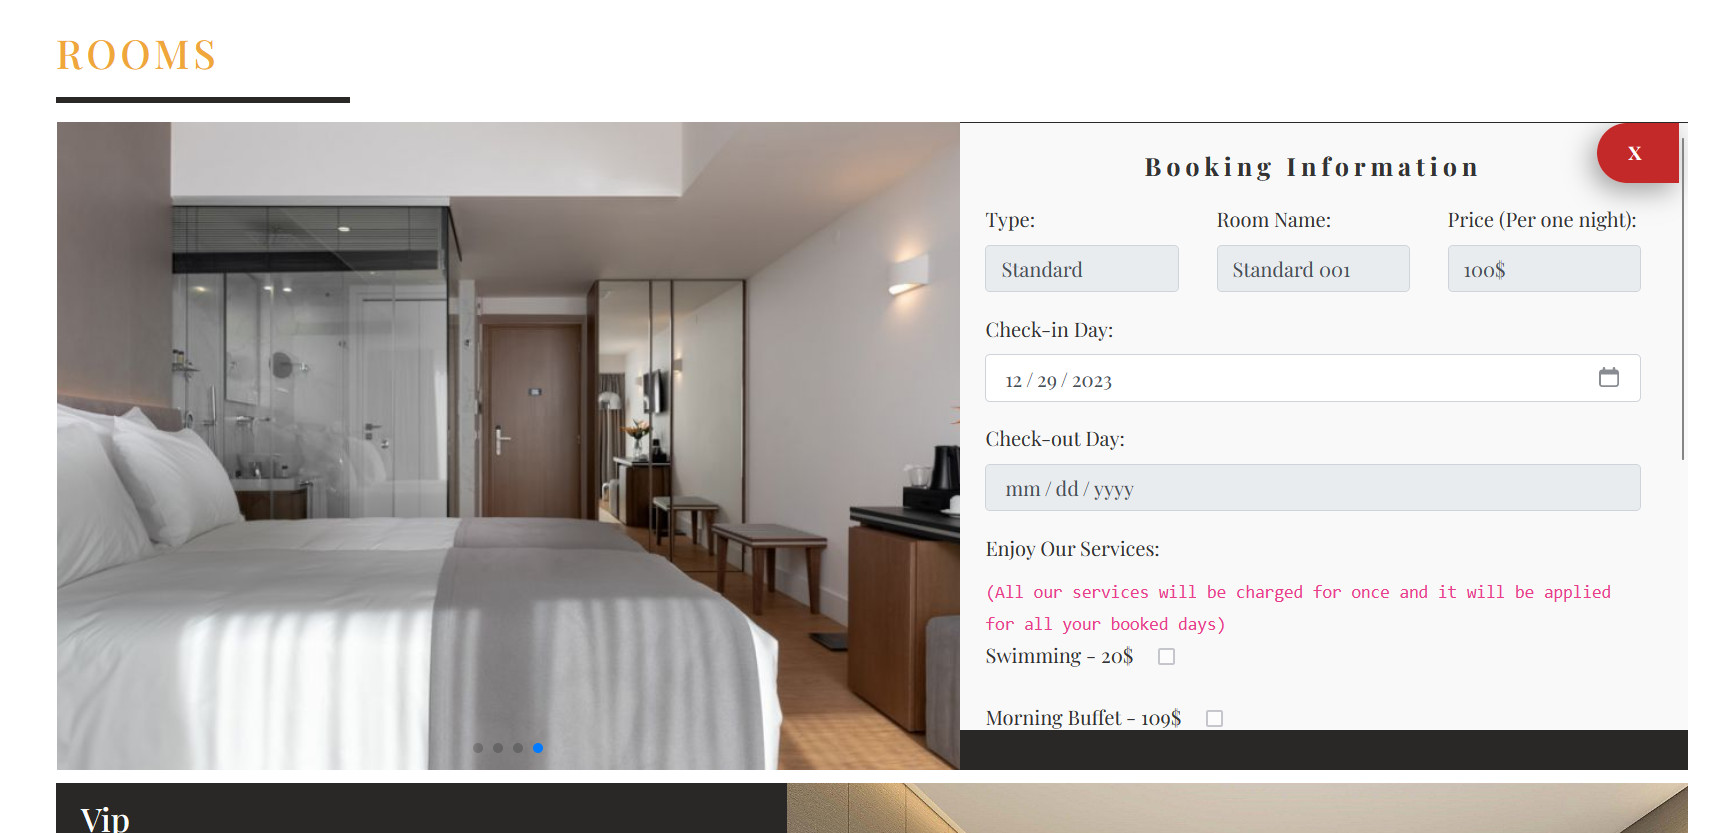 ROOMS
Booking Information
X
Type:
Room Name:
Price (Per one night):
Standard
Standard 001
100$
Check-in Day:
12 / 29 / 2023
Check-out Day:
mm / dd / yyyy
Enjoy Our Services:
(All our services will be charged for once and it will be applied
for all your booked days)
Swimming - 20$
Morning Buffet - 109$
Vip